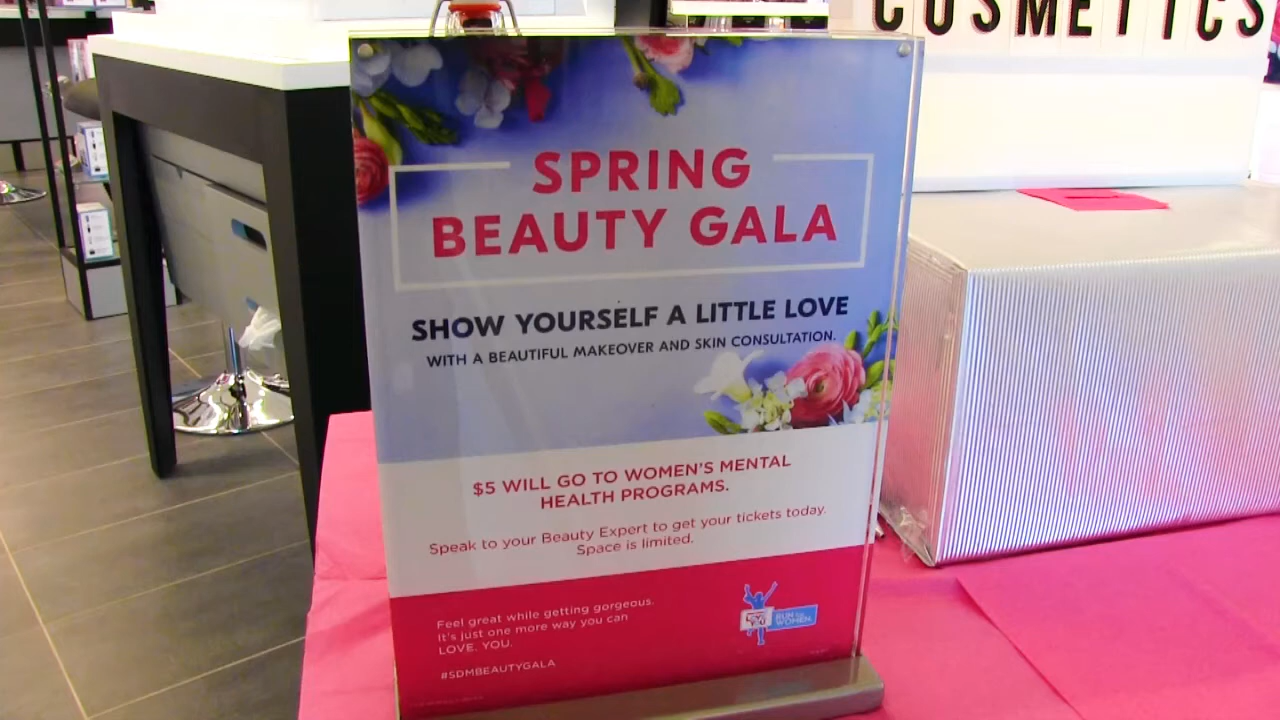 COSMETICS
SPRING
BEAUTY GALA
SHOW YOURSELF A LITTLE LOVE
WITH A BEAUTIFUL MAKEOVER AND SKIN CONSULTATION.
$5 WILL GO TO WOMEN'S MENTAL
HEALTH PROGRAMS.
Speak to your Beauty Expert to get your tickets today.
Space is limited.
Feel great while getting gorgeous.
It's just one more way you can
LOVE. YOU.
#SDMBEAUTYGALA
RUN for
WOMEN